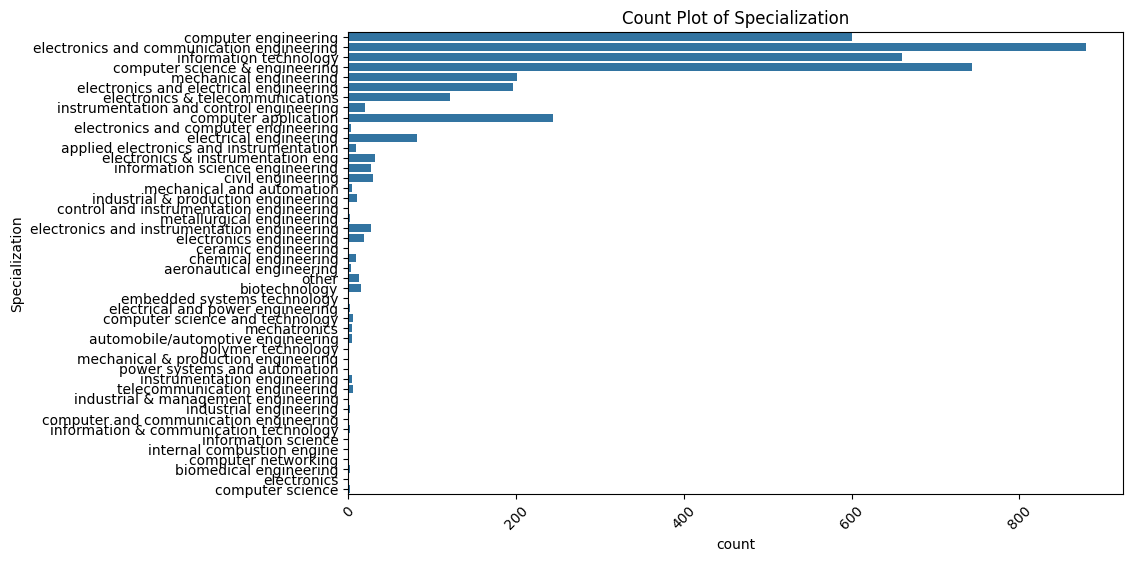 Count Plot of Specialization
computer engineering
electronics and communication engineering
information technology
computer science & engineering
mechanical engineering
electronics and electrical engineering
electronics & telecommunications
instrumentation and control engineering
computer application
electronics and computer engineering
electrical engineering
applied electronics and instrumentation
electronics & instrumentation eng
information science engineering
civil engineering
mechanical and automation
industrial & production engineering
control and instrumentation engineering
metallurgical engineering
electronics and instrumentation engineering
electronics engineering
ceramic engineering
chemical engineering
aeronautical engineering
other
biotechnology
embedded systems technology
electrical and power engineering
computer science and technology
mechatronics
automobile/automotive engineering
polymer technology
mechanical & production engineering
power systems and automation
instrumentation engineering
telecommunication engineering
industrial & management engineering
industrial engineering
computer and communication engineering
information & communication technology
information science
internal combustion engine
computer networking
biomedical engineering
electronics
computer science
Specialization
0
200
400
600
800
count